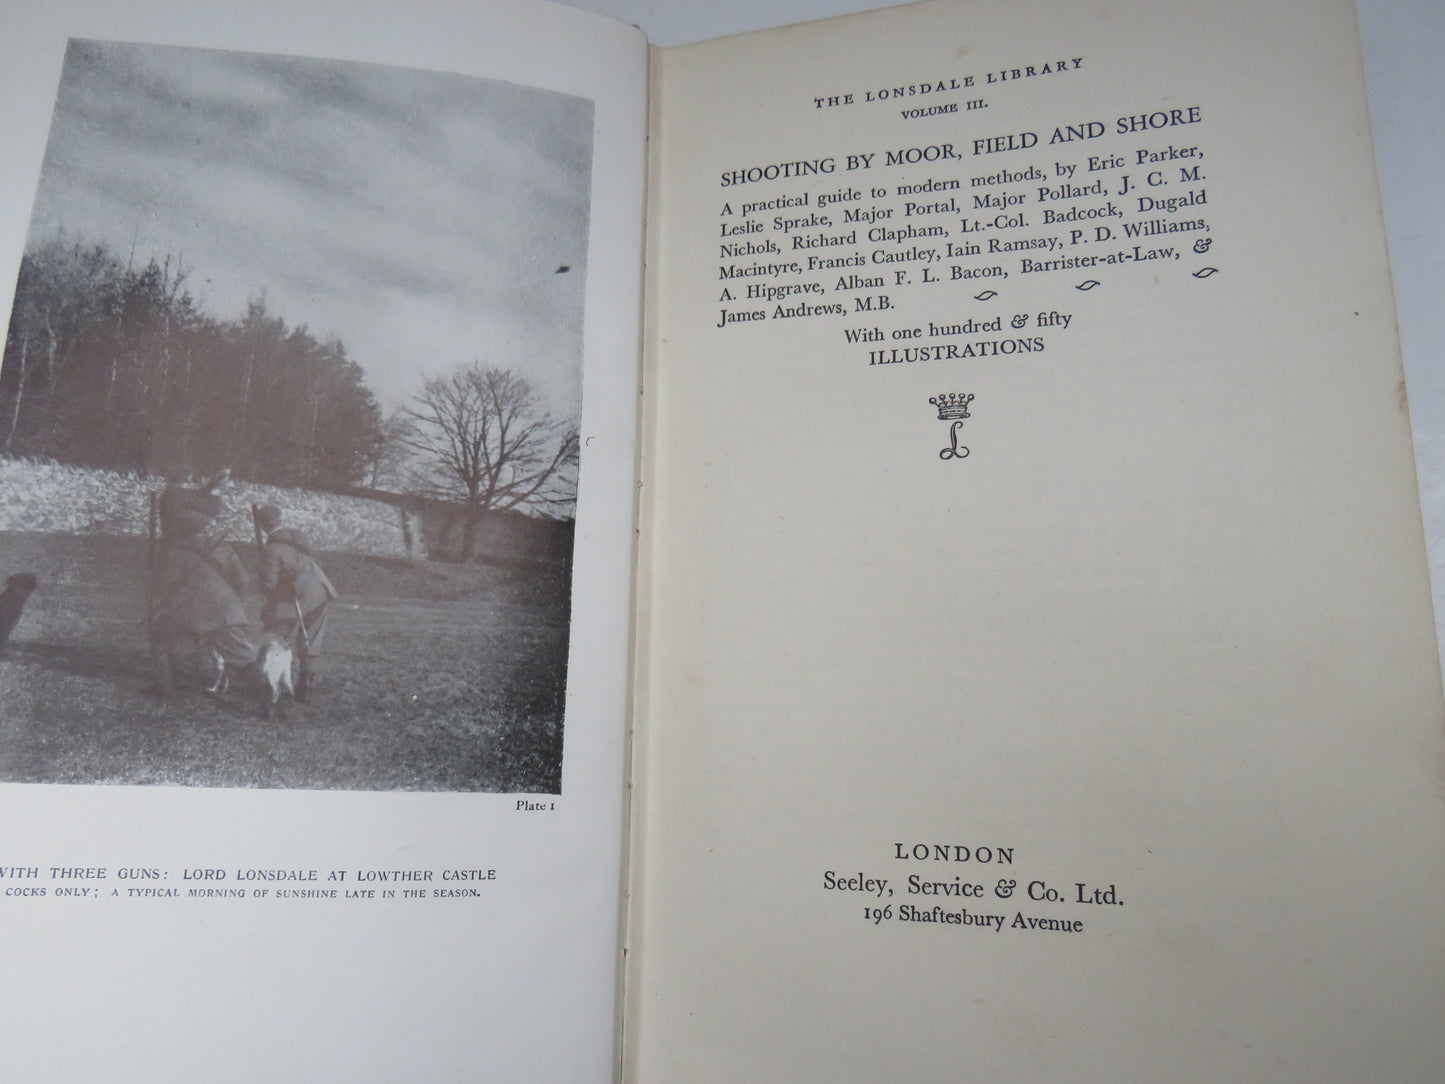 Plate 1
WITH THREE GUNS: LORD LONSDALE AT LOWTHER CASTLE
COCKS ONLY; A TYPICAL MORNING OF SUNSHINE LATE IN THE SEASON.
THE LONSDALE LIBRARY
VOLUME III.
SHOOTING BY MOOR, FIELD AND SHORE
A practical guide to modern methods, by Eric Parker,
Leslie Sprake, Major Portal, Major Pollard, J. C. M.
Nichols, Richard Clapham, Lt.-Col. Badcock, Dugald
Macintyre, Francis Cautley, Iain Ramsay, P. D. Williams,
A. Hipgrave, Alban F. L. Bacon, Barrister-at-Law, &
James Andrews, M.B.
With one hundred & fifty
ILLUSTRATIONS
L
LONDON
Seeley, Service & Co. Ltd.
196 Shaftesbury Avenue